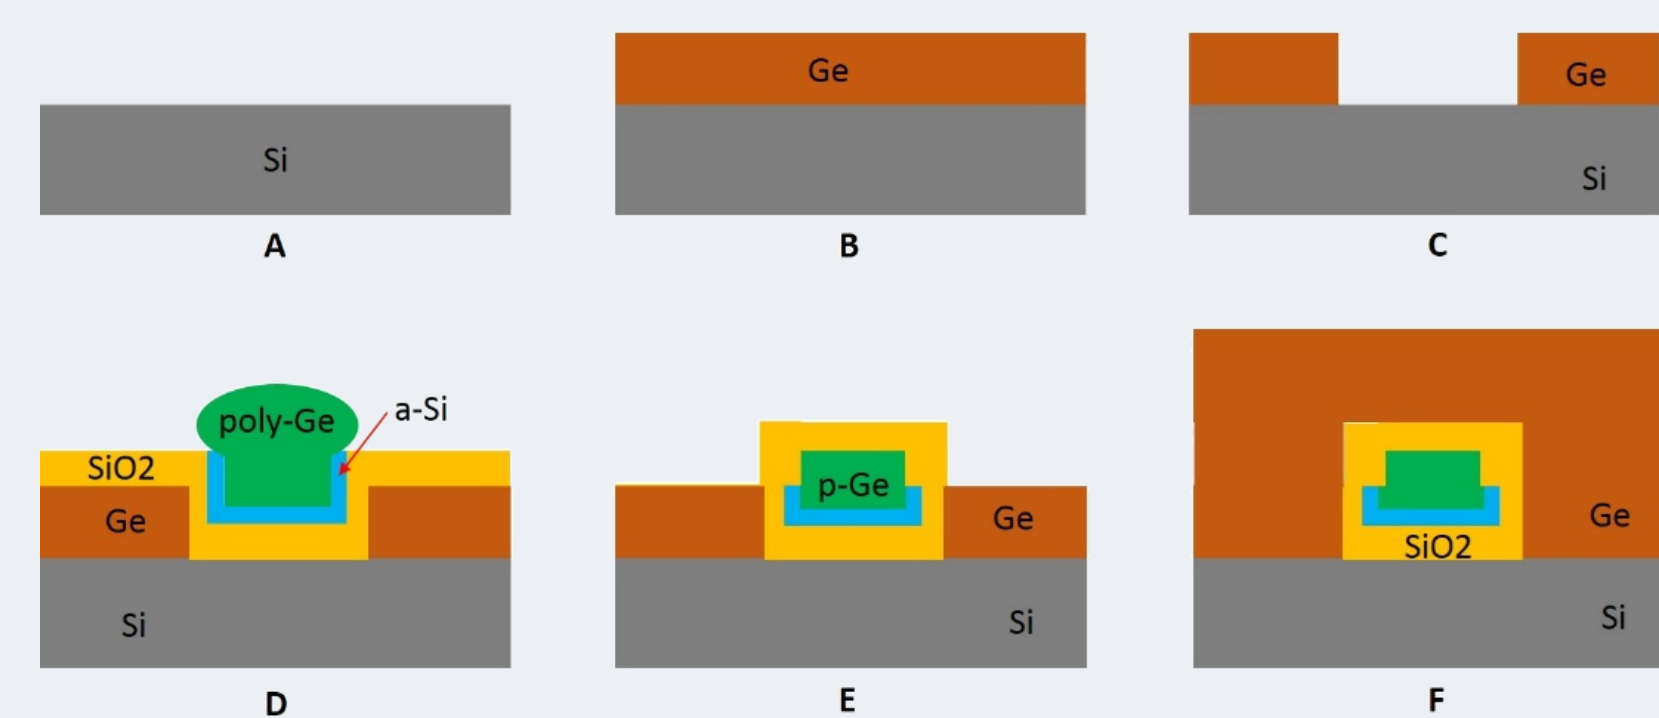 Si
A
Ge
B
Ge
Si
C
poly-Ge
a-Si
SiO2
Ge
Si
D
p-Ge
Ge
Si
E
Ge
SiO2
Si
F